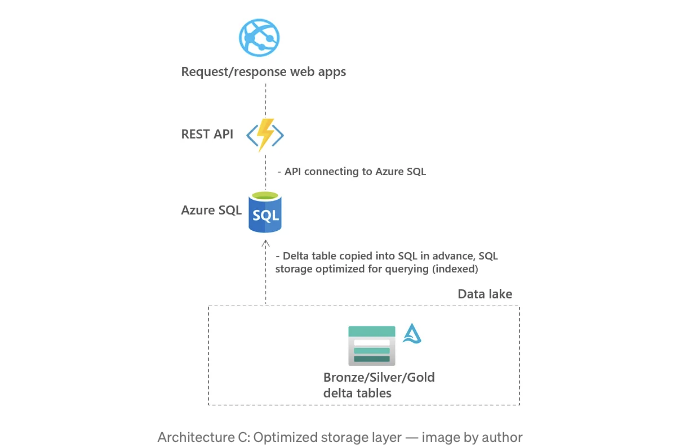 Request/response web apps
REST API
- API connecting to Azure SQL
Azure SQL
SQL
- Delta table copied into SQL in advance, SQL
storage optimized for querying (indexed)
Data lake
Bronze/Silver/Gold
delta tables
Architecture C: Optimized storage layer — image by author